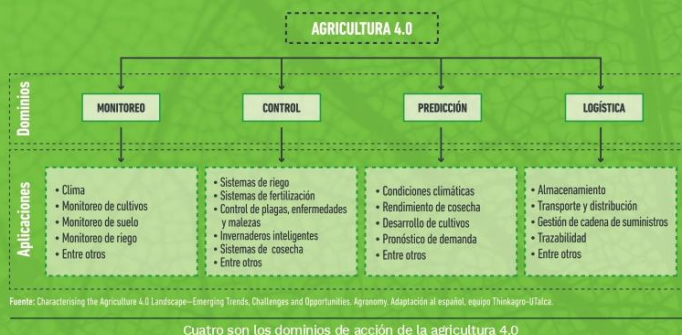 AGRICULTURA 4.0
Dominios
MONITOREO
CONTROL
PREDICCIÓN
LOGÍSTICA
Aplicaciones
• Clima
• Monitoreo de cultivos
• Monitoreo de suelo
• Monitoreo de riego
• Entre otros
• Sistemas de riego
• Sistemas de fertilización
• Control de plagas, enfermedades
y malezas
• Invernaderos inteligentes
• Sistemas de cosecha
• Entre otros
• Condiciones climáticas
• Rendimiento de cosecha
• Desarrollo de cultivos
• Pronóstico de demanda
• Entre otros
• Almacenamiento
• Transporte y distribución
• Gestión de cadena de suministros
• Trazabilidad
• Entre otros
Fuente: Characterising the Agriculture 4.0 Landscape—Emerging Trends, Challenges and Opportunities. Agronomy. Adaptación al español, equipo Thinkagro-UTalca.
Cuatro son los dominios de acción de la agricultura 4.0